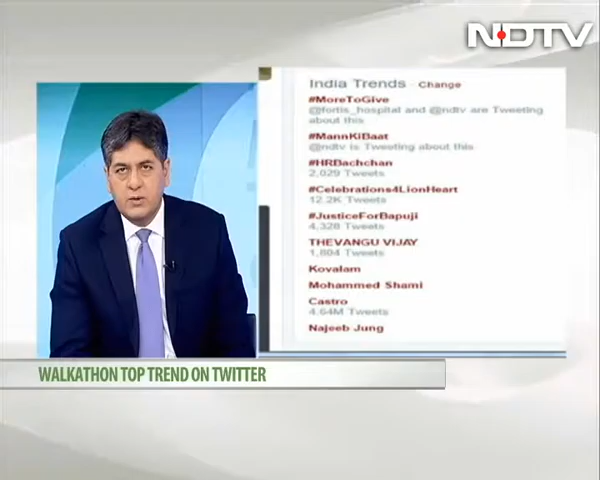 NDTV
India Trends · Change
#MoreToGive
@fortis_hospital and @ndtv are Tweeting
about this
#MannKiBaat
@ndtv is Tweeting about this
#HRBachchan
2,029 Tweets
#Celebrations4LionHeart
12.2K Tweets
#JusticeForBapuji
4,328 Tweets
THEVANGU VIJAY
1,804 Tweets
Kovalam
Mohammed Shami
Castro
4.64M Tweets
Najeeb Jung
WALKATHON TOP TREND ON TWITTER